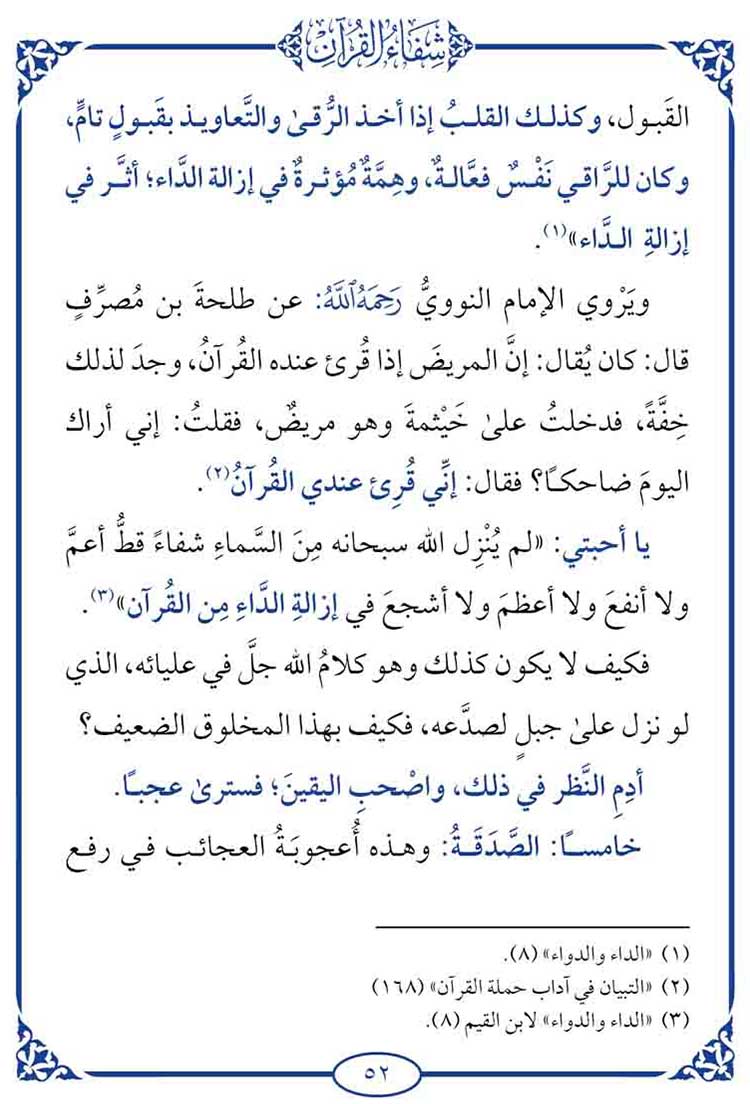 شِفَاءُ القُرْآنِ
القَبول، وكذلك القلبُ إذا أخذ الرُّقىٰ والتَّعاويذ بقَبولٍ تامٍّ،
وكان للرَّاقي نَفْسٌ فعَّالةٌ، وهِمَّةٌ مُؤثرةٌ في إزالة الدَّاء؛ أثَّر في
إزالةِ الدَّاء»(١).
ويَرْوي الإمام النوويُّ رَحِمَهُ ٱللَّهُ: عن طلحةَ بن مُصرِّفٍ
قال: كان يُقال: إنَّ المريضَ إذا قُرئ عنده القُرآنُ، وجدَ لذلك
خِفَّةً، فدخلتُ علىٰ خَيْثمةَ وهو مريضٌ، فقلتُ: إني أراك
اليومَ ضاحكًا؟ فقال: إنِّي قُرِئ عندي القُرآنُ(٢).
يا أحبتي: «لم يُنْزِل الله سبحانه مِنَ السَّماءِ شفاءً قطُّ أعمَّ
ولا أنفعَ ولا أعظمَ ولا أشجعَ في إزالةِ الدَّاءِ مِن القُرآن»(٣).
فكيف لا يكون كذلك وهو كلامُ الله جلَّ في عليائه، الذي
لو نزل علىٰ جبلٍ لصدَّعه، فكيف بهذا المخلوق الضعيف؟
أدِمِ النَّظر في ذلك، واصْحبِ اليقينَ؛ فسترىٰ عجبًا.
خامسًا: الصَّدَقَةُ: وهذه أُعجوبَةُ العجائب في رفع
(١) «الداء والدواء» (٨).
(٢) «التبيان في آداب حملة القرآن» (١٦٨)
(٣) «الداء والدواء» لابن القيم (٨).
٥٢